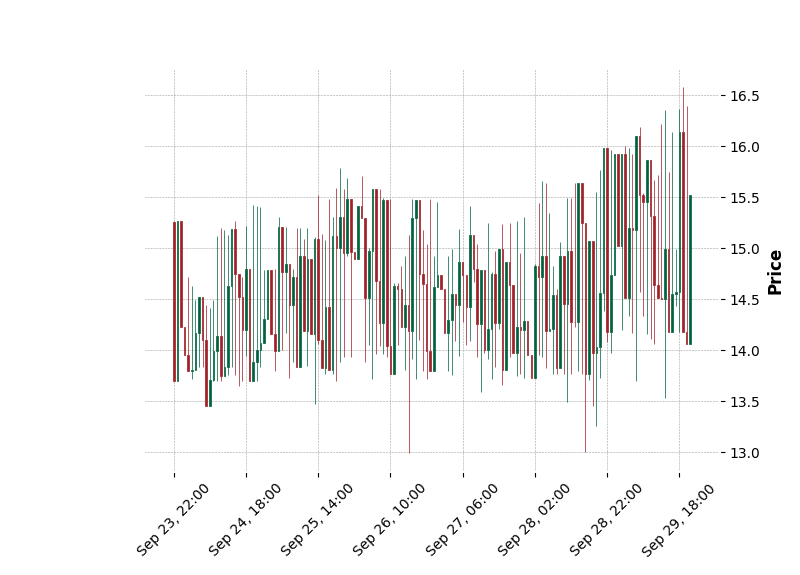 16.5
16.0
15.5
15.0
14.5
14.0
13.5
13.0
Price
Sep 23, 22:00
Sep 24, 18:00
Sep 25, 14:00
Sep 26, 10:00
Sep 27, 06:00
Sep 28, 02:00
Sep 28, 22:00
Sep 29, 18:00